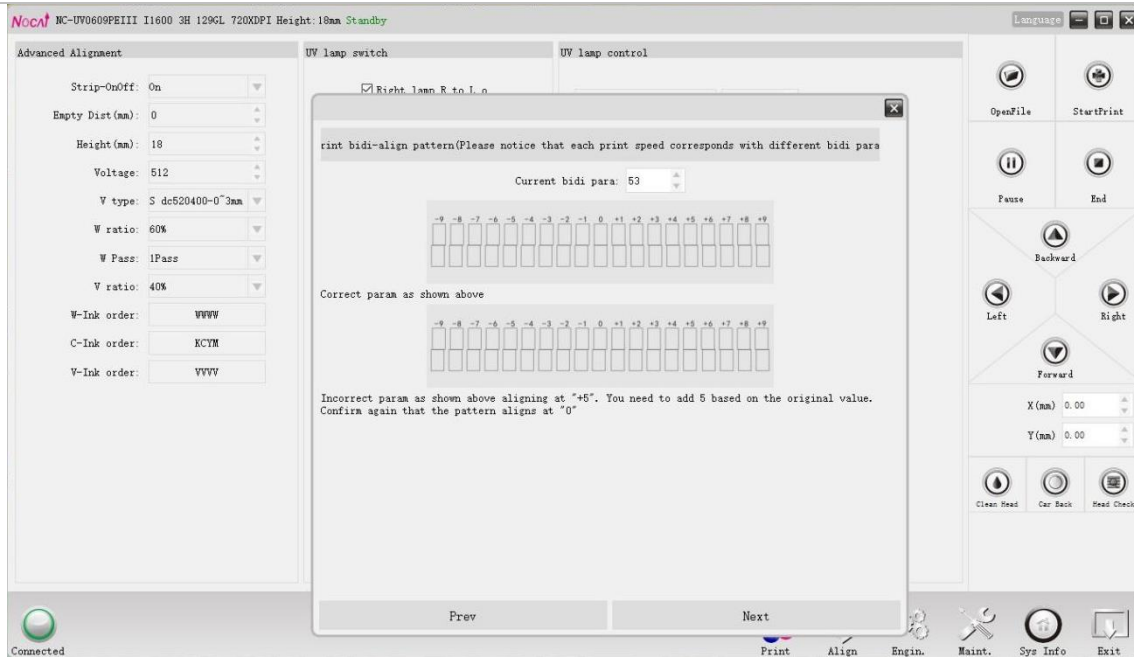 Nocai NC-UV0609PEIII I1600 3H 129GL 720XDPI Height:18mm Standby
Language
Advanced Alignment
Strip-OnOff: On
Empty Dist(mm): 0
Height(mm): 18
Voltage: 512
V type: S dc520400-0~3mm
W ratio: 60%
W Pass: 1Pass
V ratio: 40%
W-Ink order: WWWW
C-Ink order: KCYM
V-Ink order: VVVV
UV lamp switch
Right lamp R to L o
UV lamp control
rint bidi-align pattern(Please notice that each print speed corresponds with different bidi para
Current bidi para: 53
-9 -8 -7 -6 -5 -4 -3 -2 -1 0 +1 +2 +3 +4 +5 +6 +7 +8 +9
Correct param as shown above
-9 -8 -7 -6 -5 -4 -3 -2 -1 0 +1 +2 +3 +4 +5 +6 +7 +8 +9
Incorrect param as shown above aligning at "+5". You need to add 5 based on the original value.
Confirm again that the pattern aligns at "0"
Prev
Next
OpenFile
StartPrint
Pause
End
Backward
Left
Right
Forward
X(mm) 0.00
Y(mm) 0.00
Clean Head
Car Back
Head Check
Connected
Print
Align
Engin.
Maint.
Sys Info
Exit